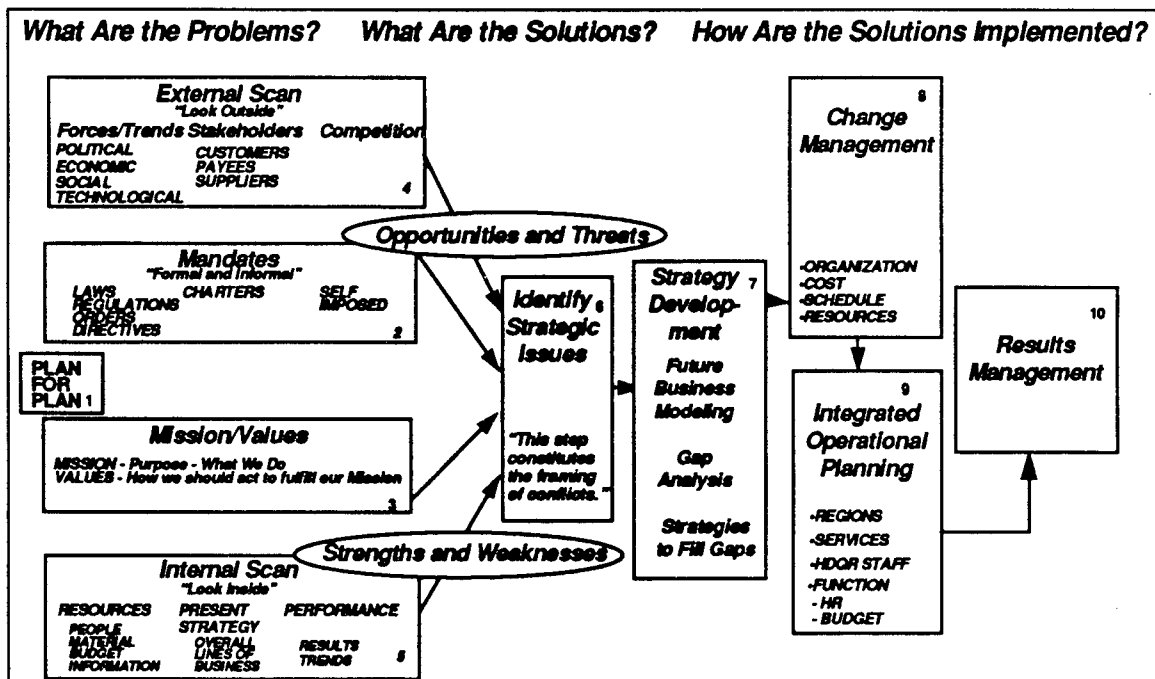 What Are the Problems? What Are the Solutions? How Are the Solutions Implemented?
External Scan
"Look Outside"
Forces/Trends Stakeholders Competition
POLITICAL CUSTOMERS
ECONOMIC PAYEES
SOCIAL SUPPLIERS
TECHNOLOGICAL
4
Opportunities and Threats
Mandates
"Formal and Informal"
LAWS CHARTERS SELF
REGULATIONS IMPOSED
ORDERS
DIRECTIVES
2
PLAN
FOR
PLAN 1
Mission/Values
MISSION - Purpose - What We Do
VALUES - How we should act to fulfill our Mission
3
Strengths and Weaknesses
Internal Scan
"Look Inside"
RESOURCES PRESENT PERFORMANCE
STRATEGY
PEOPLE
MATERIAL OVERALL RESULTS
BUDGET LINES OF TRENDS
INFORMATION BUSINESS
5
Identify 6
Strategic
Issues
"This step
constitutes
the framing
of conflicts."
Strategy 7
Develop-
ment
Future
Business
Modeling
Gap
Analysis
Strategies
to Fill Gaps
8
Change
Management
-ORGANIZATION
-COST
-SCHEDULE
-RESOURCES
9
Integrated
Operational
Planning
-REGIONS
-SERVICES
-HDQR STAFF
-FUNCTION
- HR
- BUDGET
10
Results
Management